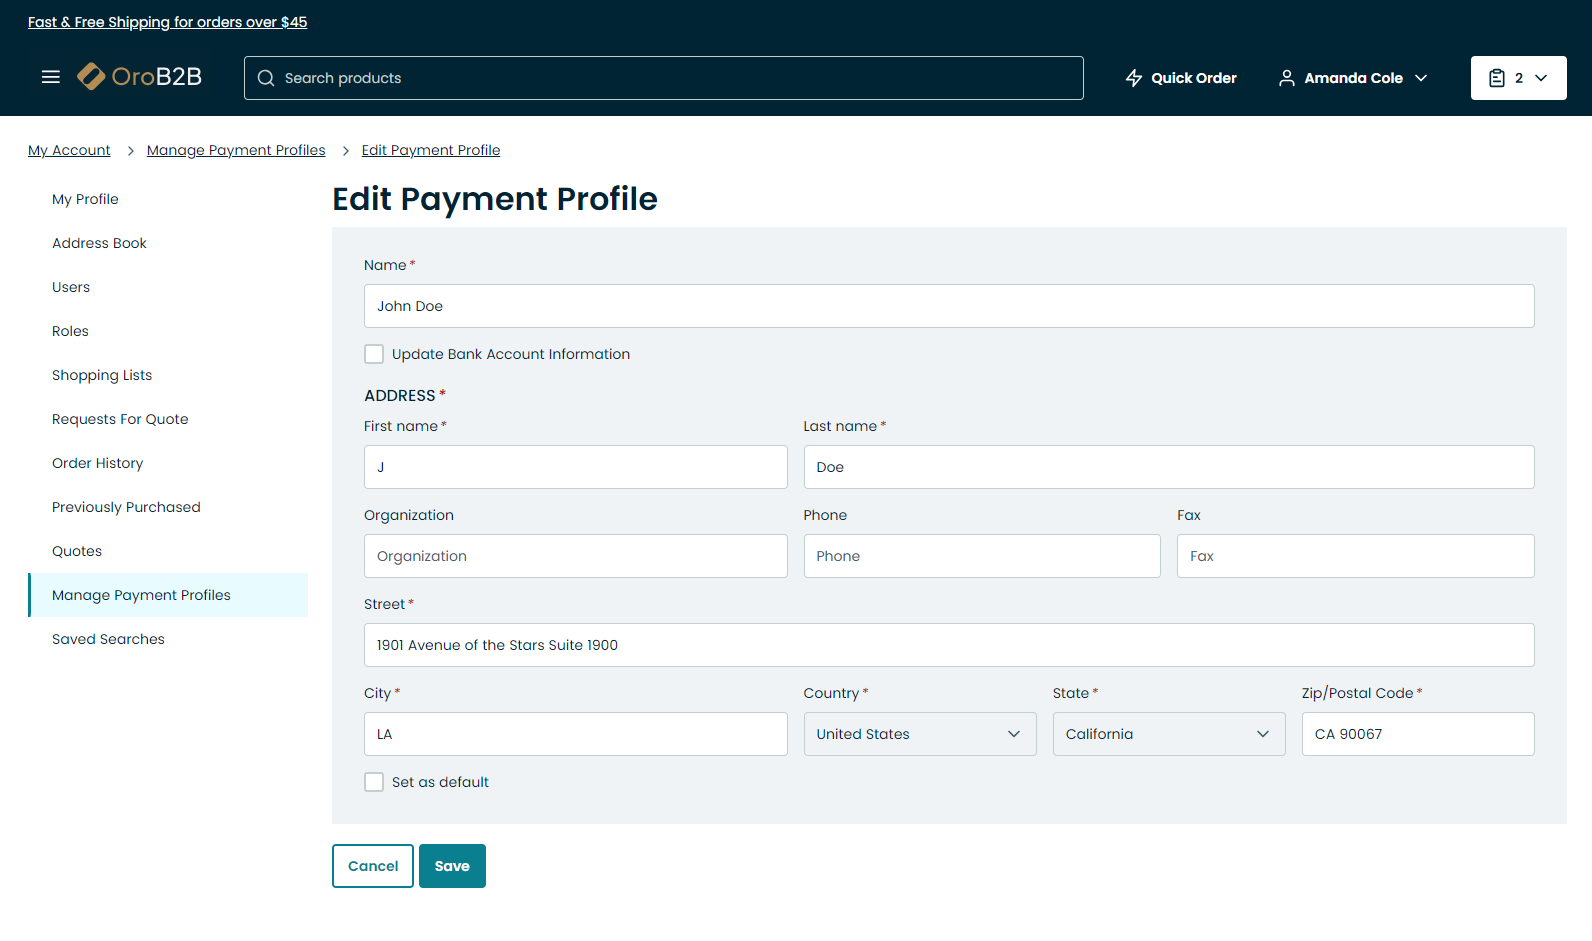 Fast & Free Shipping for orders over $45
OroB2B
Search products
Quick Order
Amanda Cole
2
My Account > Manage Payment Profiles > Edit Payment Profile
My Profile
Address Book
Users
Roles
Shopping Lists
Requests For Quote
Order History
Previously Purchased
Quotes
Manage Payment Profiles
Saved Searches
Edit Payment Profile
Name *
John Doe
Update Bank Account Information
ADDRESS *
First name * Last name *
J Doe
Organization Phone Fax
Organization Phone Fax
Street *
1901 Avenue of the Stars Suite 1900
City * Country * State * Zip/Postal Code *
LA United States California CA 90067
Set as default
Cancel Save